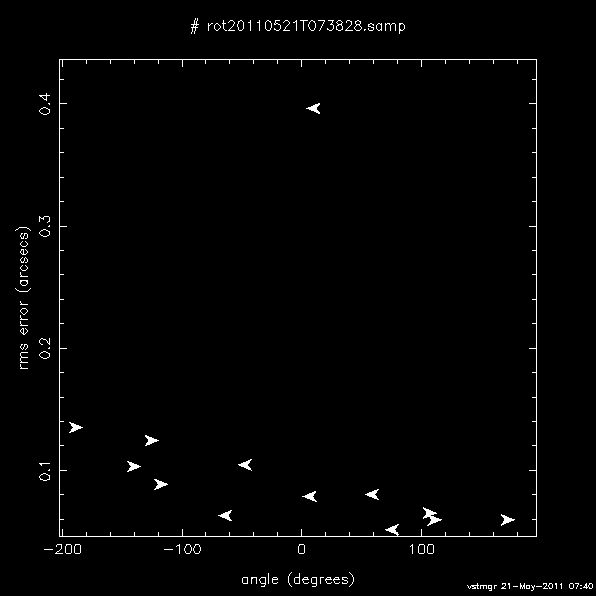 # rot20110521T073828.samp
rms error (arcsecs)
0.4
0.3
0.2
0.1
−200 −100 0 100
angle (degrees)
vstmgr 21−May−2011 07:40